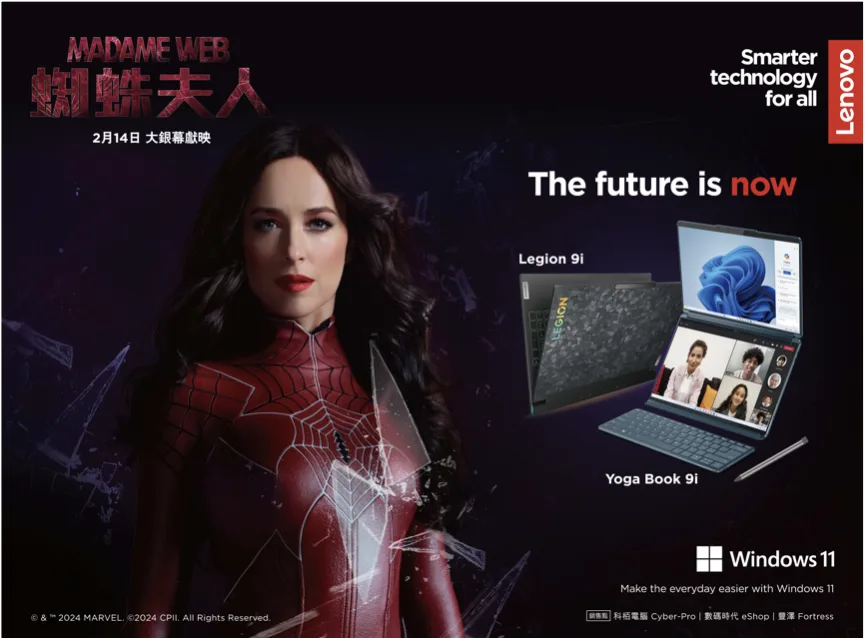 MADAME WEB
蜘蛛夫人
2月14日 大銀幕獻映
Smarter
technology
for all
Lenovo
The future is now
Legion 9i
LEGION
Yoga Book 9i
Windows 11
Make the everyday easier with Windows 11
© & ™ 2024 MARVEL. ©2024 CPII. All Rights Reserved.
銷售點 科栢電腦 Cyber-Pro | 數碼時代 eShop | 豐澤 Fortress